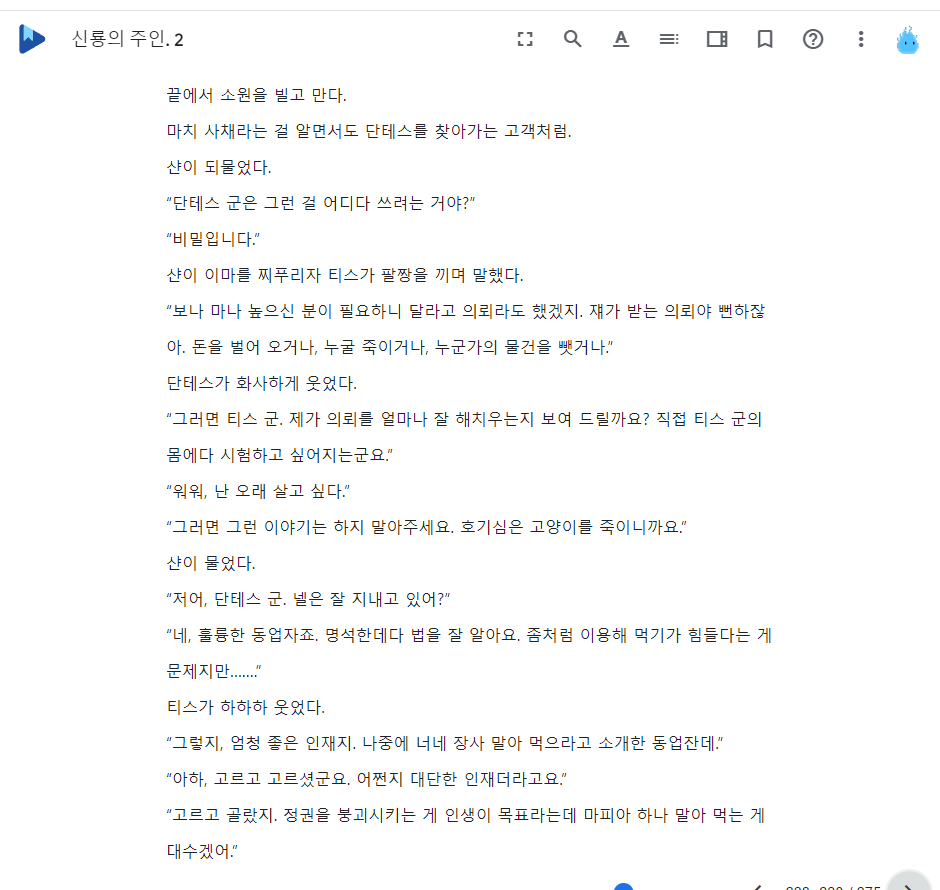 신룡의 주인. 2
끝에서 소원을 빌고 만다.
마치 사채라는 걸 알면서도 단테스를 찾아가는 고객처럼.
샨이 되물었다.
“단테스 군은 그런 걸 어디다 쓰려는 거야?”
“비밀입니다.”
샨이 이마를 찌푸리자 티스가 팔짱을 끼며 말했다.
“보나 마나 높으신 분이 필요하니 달라고 의뢰라도 했겠지. 쟤가 받는 의뢰야 뻔하잖
아. 돈을 벌어 오거나, 누굴 죽이거나, 누군가의 물건을 뺏거나.”
단테스가 화사하게 웃었다.
“그러면 티스 군. 제가 의뢰를 얼마나 잘 해치우는지 보여 드릴까요? 직접 티스 군의
몸에다 시험하고 싶어지는군요.”
“워워, 난 오래 살고 싶다.”
“그러면 그런 이야기는 하지 말아주세요. 호기심은 고양이를 죽이니까요.”
샨이 물었다.
“저어, 단테스 군. 넬은 잘 지내고 있어?”
“네, 훌륭한 동업자죠. 명석한데다 법을 잘 알아요. 좀처럼 이용해 먹기가 힘들다는 게
문제지만…….”
티스가 하하하 웃었다.
“그렇지, 엄청 좋은 인재지. 나중에 너네 장사 말아 먹으라고 소개한 동업잔데.”
“아하, 고르고 고르셨군요. 어쩐지 대단한 인재더라고요.”
“고르고 골랐지. 정권을 붕괴시키는 게 인생이 목표라는데 마피아 하나 말아 먹는 게
대수겠어.”